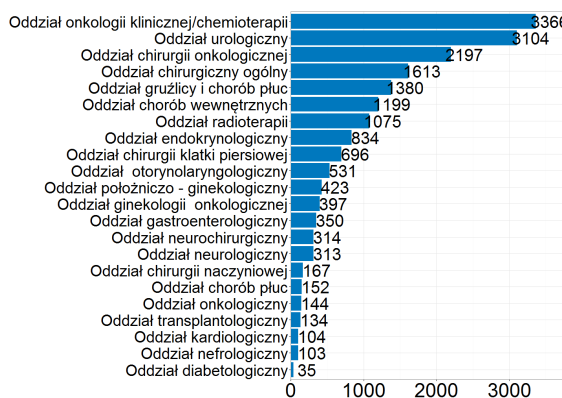 Oddział onkologii klinicznej/chemioterapii 3366
Oddział urologiczny 3104
Oddział chirurgii onkologicznej 2197
Oddział chirurgiczny ogólny 1613
Oddział gruźlicy i chorób płuc 1380
Oddział chorób wewnętrznych 1199
Oddział radioterapii 1075
Oddział endokrynologiczny 834
Oddział chirurgii klatki piersiowej 696
Oddział otorynolaryngologiczny 531
Oddział położniczo - ginekologiczny 423
Oddział ginekologii onkologicznej 397
Oddział gastroenterologiczny 350
Oddział neurochirurgiczny 314
Oddział neurologiczny 313
Oddział chirurgii naczyniowej 167
Oddział chorób płuc 152
Oddział onkologiczny 144
Oddział transplantologiczny 134
Oddział kardiologiczny 104
Oddział nefrologiczny 103
Oddział diabetologiczny 35
0 1000 2000 3000